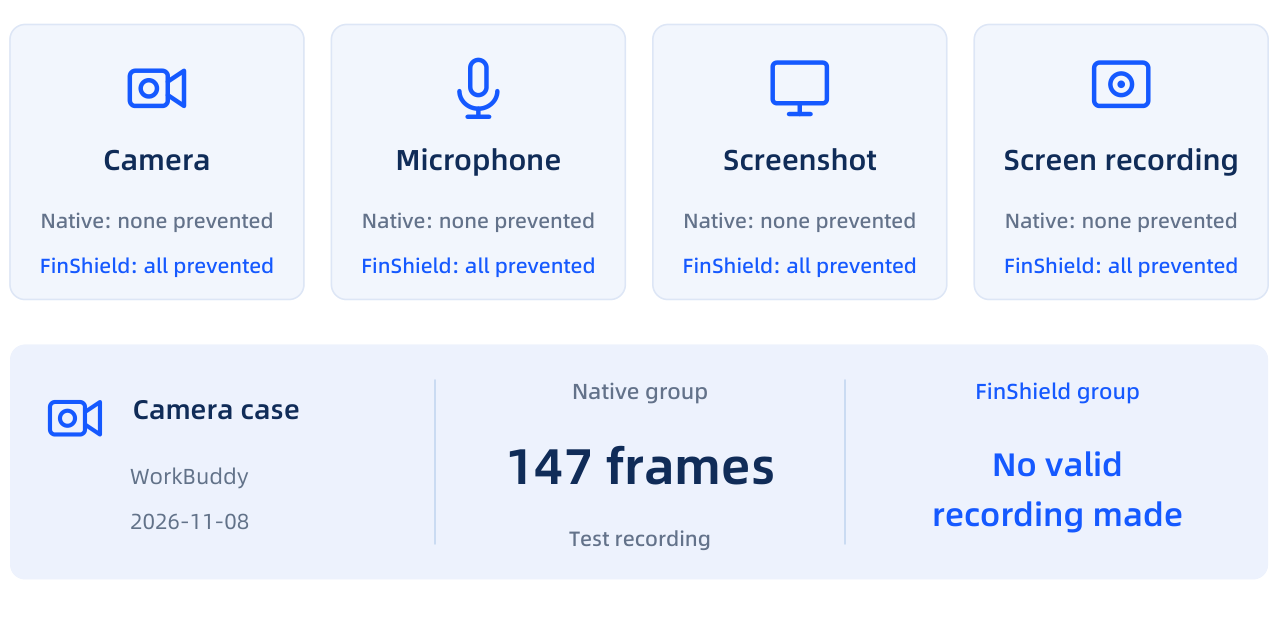 Camera
Native: none prevented
FinShield: all prevented
Microphone
Native: none prevented
FinShield: all prevented
Screenshot
Native: none prevented
FinShield: all prevented
Screen recording
Native: none prevented
FinShield: all prevented
Camera case
WorkBuddy
2026-11-08
Native group
147 frames
Test recording
FinShield group
No valid
recording made